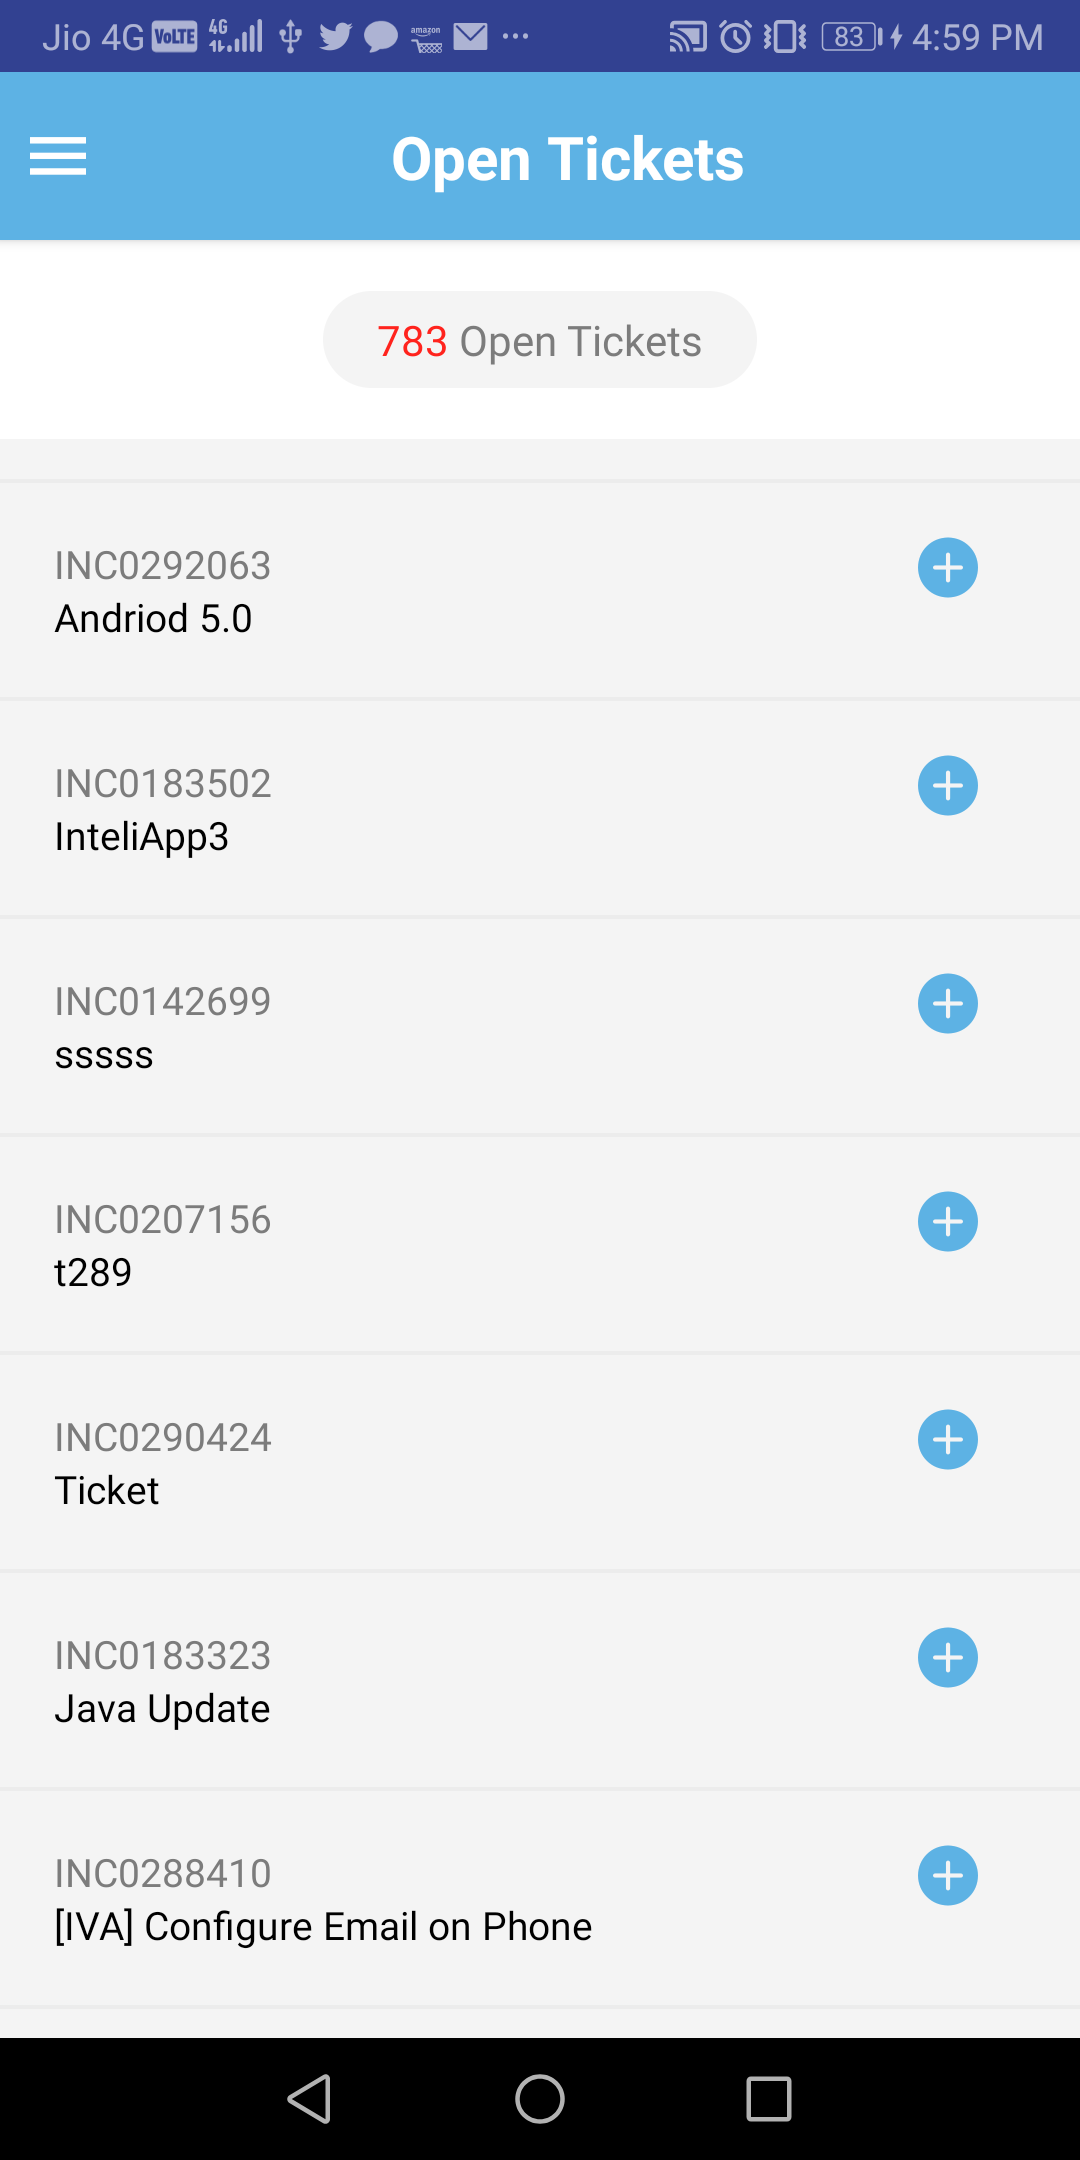 Jio 4G VoLTE 4G amazon 83 4:59 PM
Open Tickets
783 Open Tickets
INC0292063
Andriod 5.0
INC0183502
InteliApp3
INC0142699
sssss
INC0207156
t289
INC0290424
Ticket
INC0183323
Java Update
INC0288410
[IVA] Configure Email on Phone